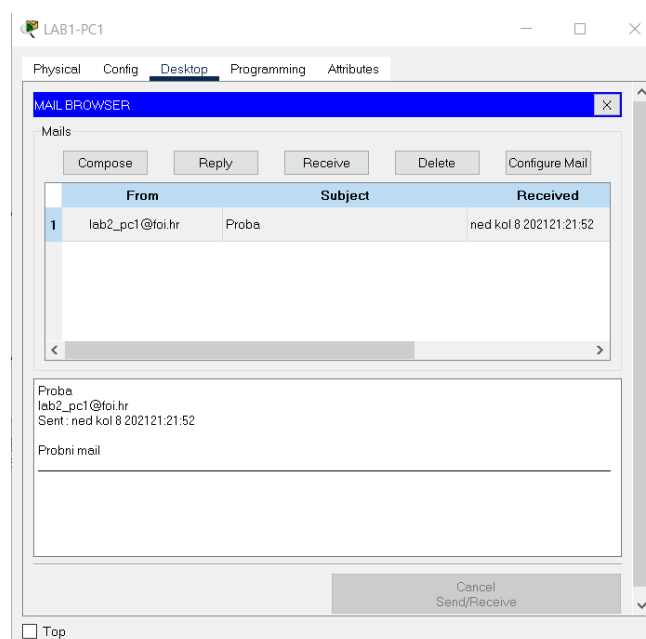 LAB1-PC1
Physical Config Desktop Programming Attributes
MAIL BROWSER X
Mails
Compose Reply Receive Delete Configure Mail
From Subject Received
1 lab2_pc1@foi.hr Proba ned kol 8 202121:21:52
Proba
lab2_pc1@foi.hr
Sent : ned kol 8 202121:21:52
Probni mail
Cancel
Send/Receive
Top